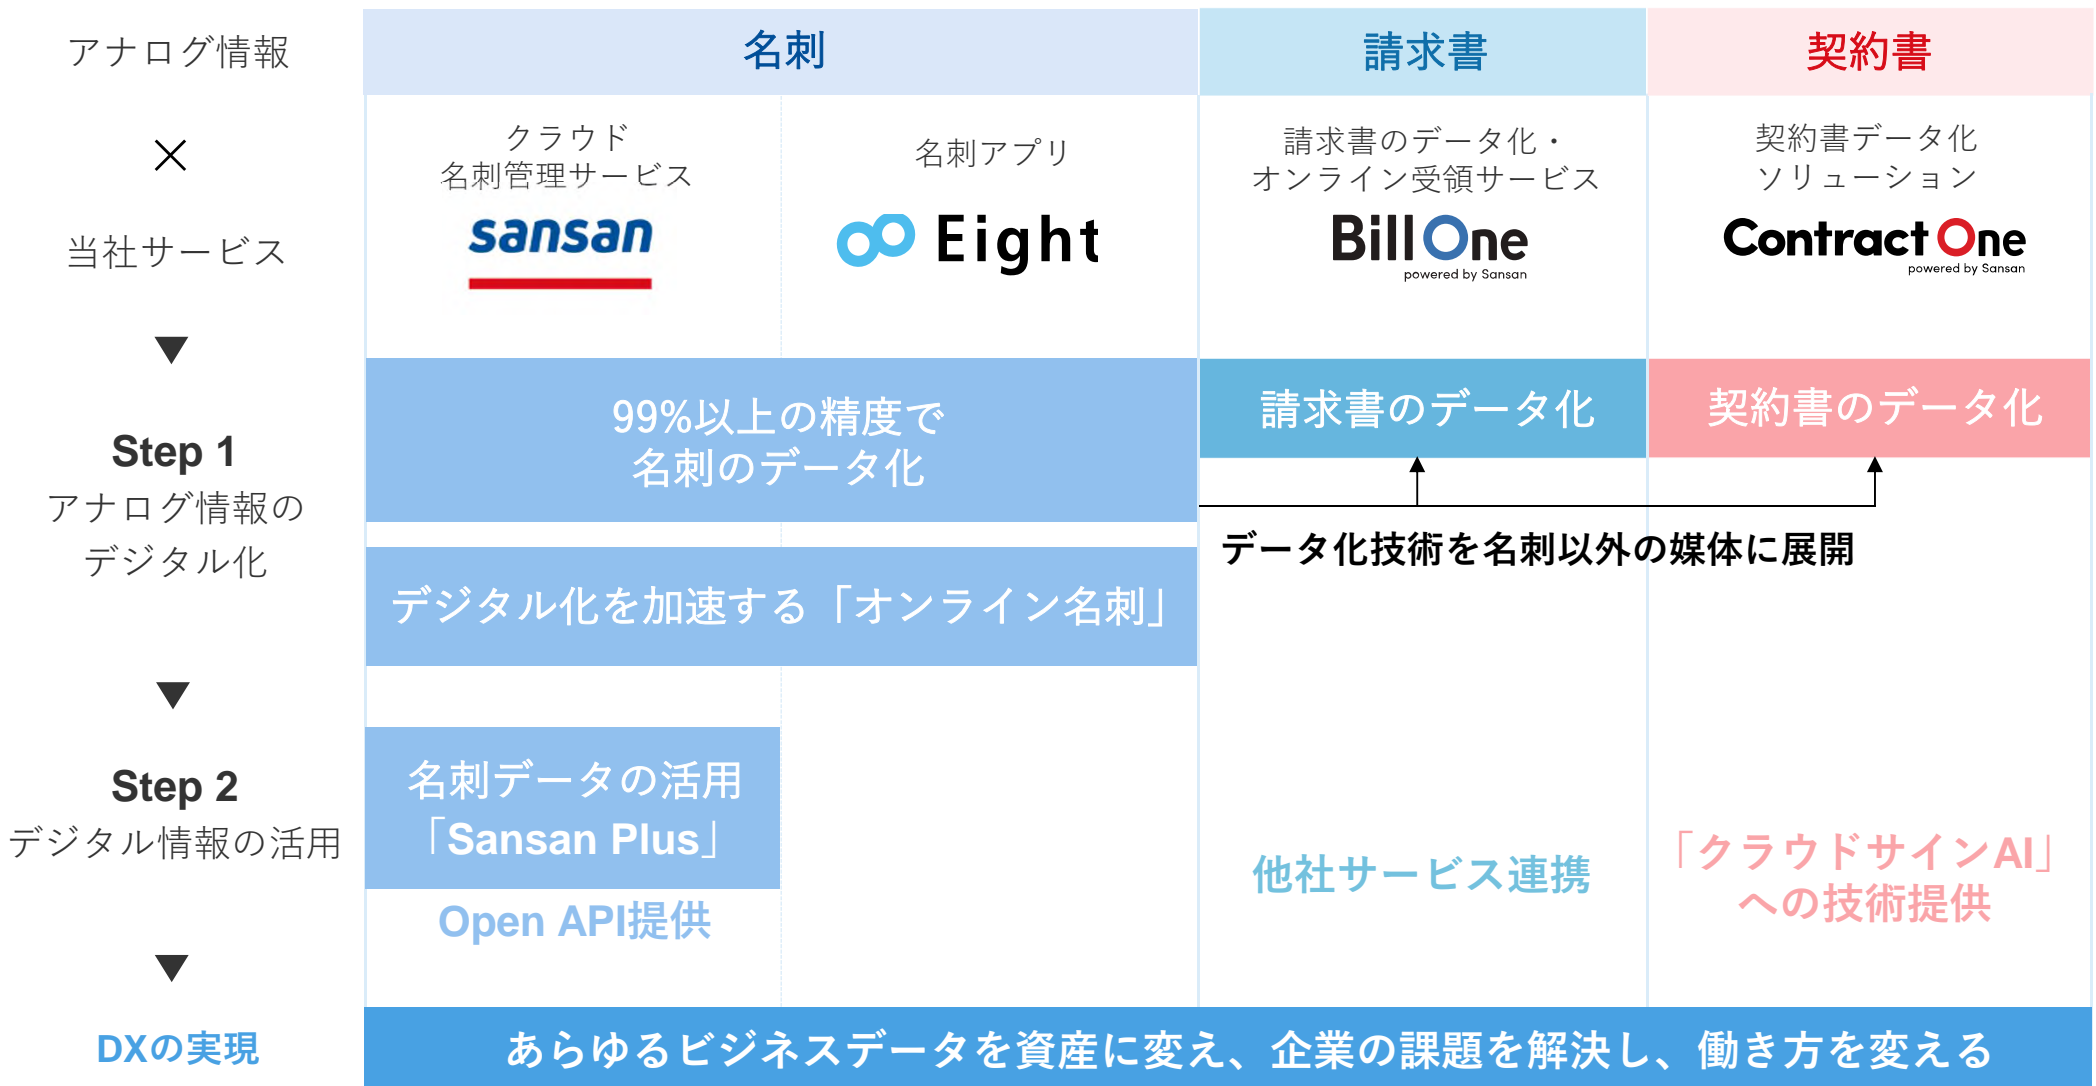 アナログ情報
名刺
請求書
契約書
×
当社サービス
クラウド
名刺管理サービス
sansan
名刺アプリ
Eight
請求書のデータ化・
オンライン受領サービス
Bill One
powered by Sansan
契約書データ化
ソリューション
Contract One
powered by Sansan
▼
Step 1
アナログ情報の
デジタル化
99%以上の精度で
名刺のデータ化
請求書のデータ化
契約書のデータ化
データ化技術を名刺以外の媒体に展開
デジタル化を加速する「オンライン名刺」
▼
Step 2
デジタル情報の活用
名刺データの活用
「Sansan Plus」
Open API提供
他社サービス連携
「クラウドサインAI」
への技術提供
▼
DXの実現
あらゆるビジネスデータを資産に変え、企業の課題を解決し、働き方を変える